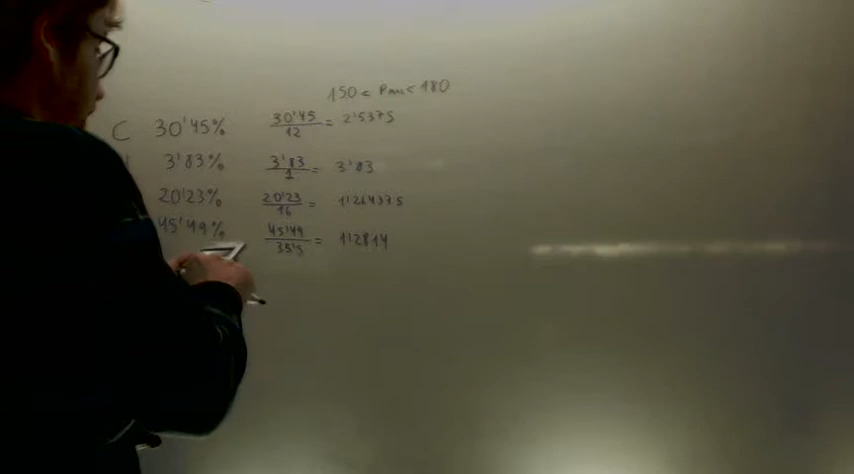 150 < Pmol < 180
C 30'45% 30'45/12 = 2'5375
3'83% 3'83/1 = 3'83
20'23% 20'23/16 = 1'264375
45'49% 45'49/35'5 = 1'2814